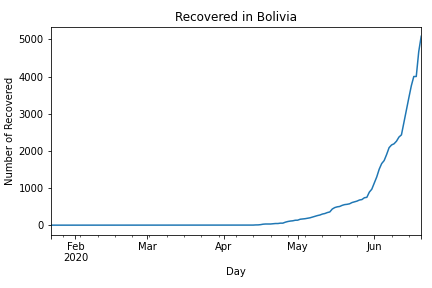 Recovered in Bolivia
Number of Recovered
5000
4000
3000
2000
1000
0
Feb
2020
Mar
Apr
May
Jun
Day